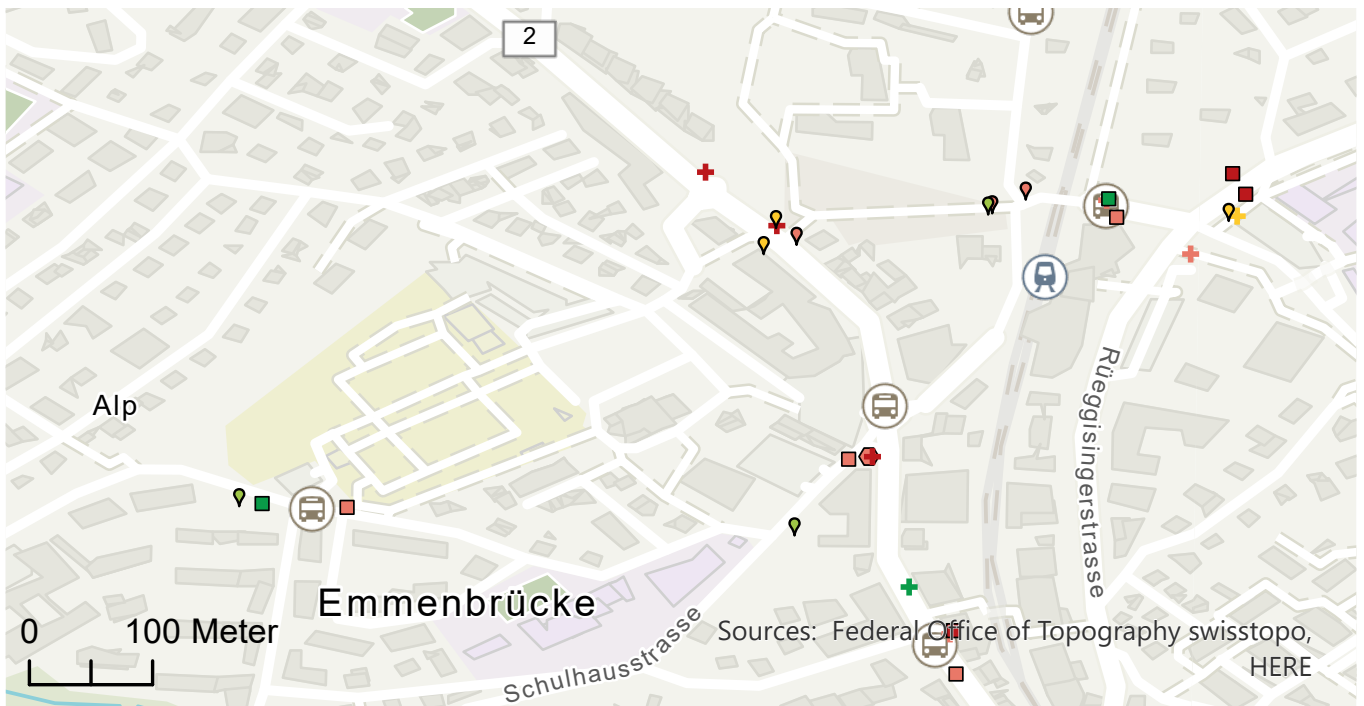 2
Alp
Rüeggisingerstrasse
Emmenbrücke
0 100 Meter
Schulhausstrasse
Sources: Federal Office of Topography swisstopo,
HERE